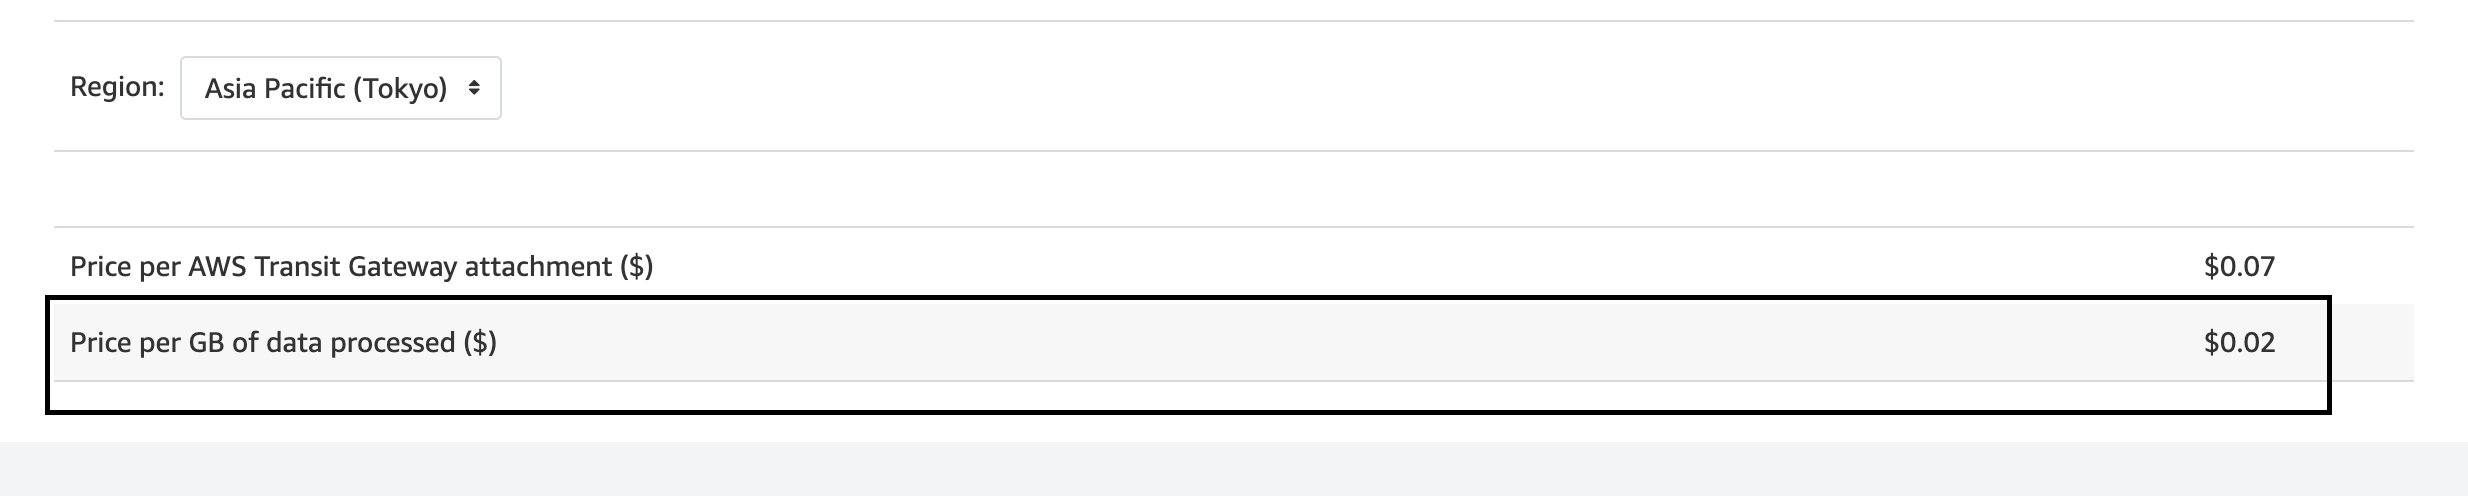 Region: Asia Pacific (Tokyo)
Price per AWS Transit Gateway attachment ($) $0.07
Price per GB of data processed ($) $0.02